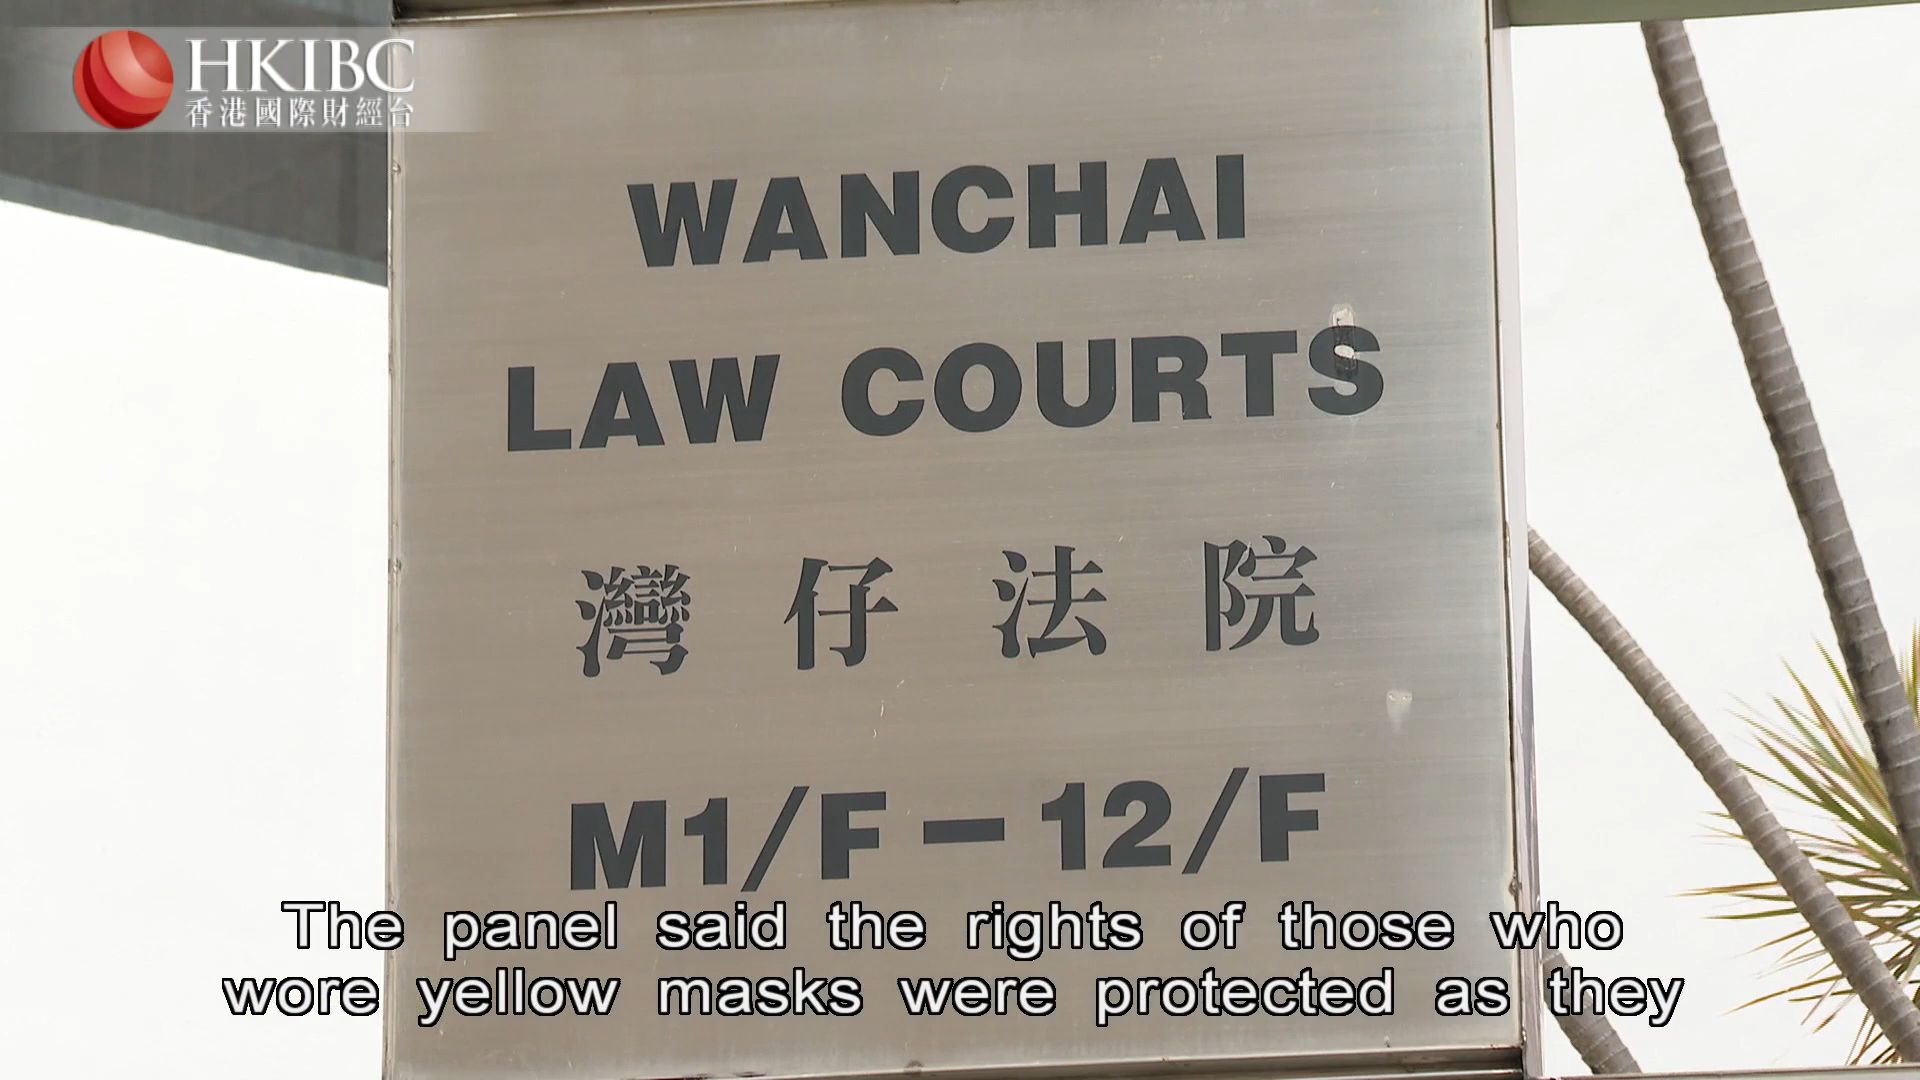 HKIBC
香港國際財經台
WANCHAI
LAW COURTS
灣仔法院
M1/F－12/F
The panel said the rights of those who
wore yellow masks were protected as they